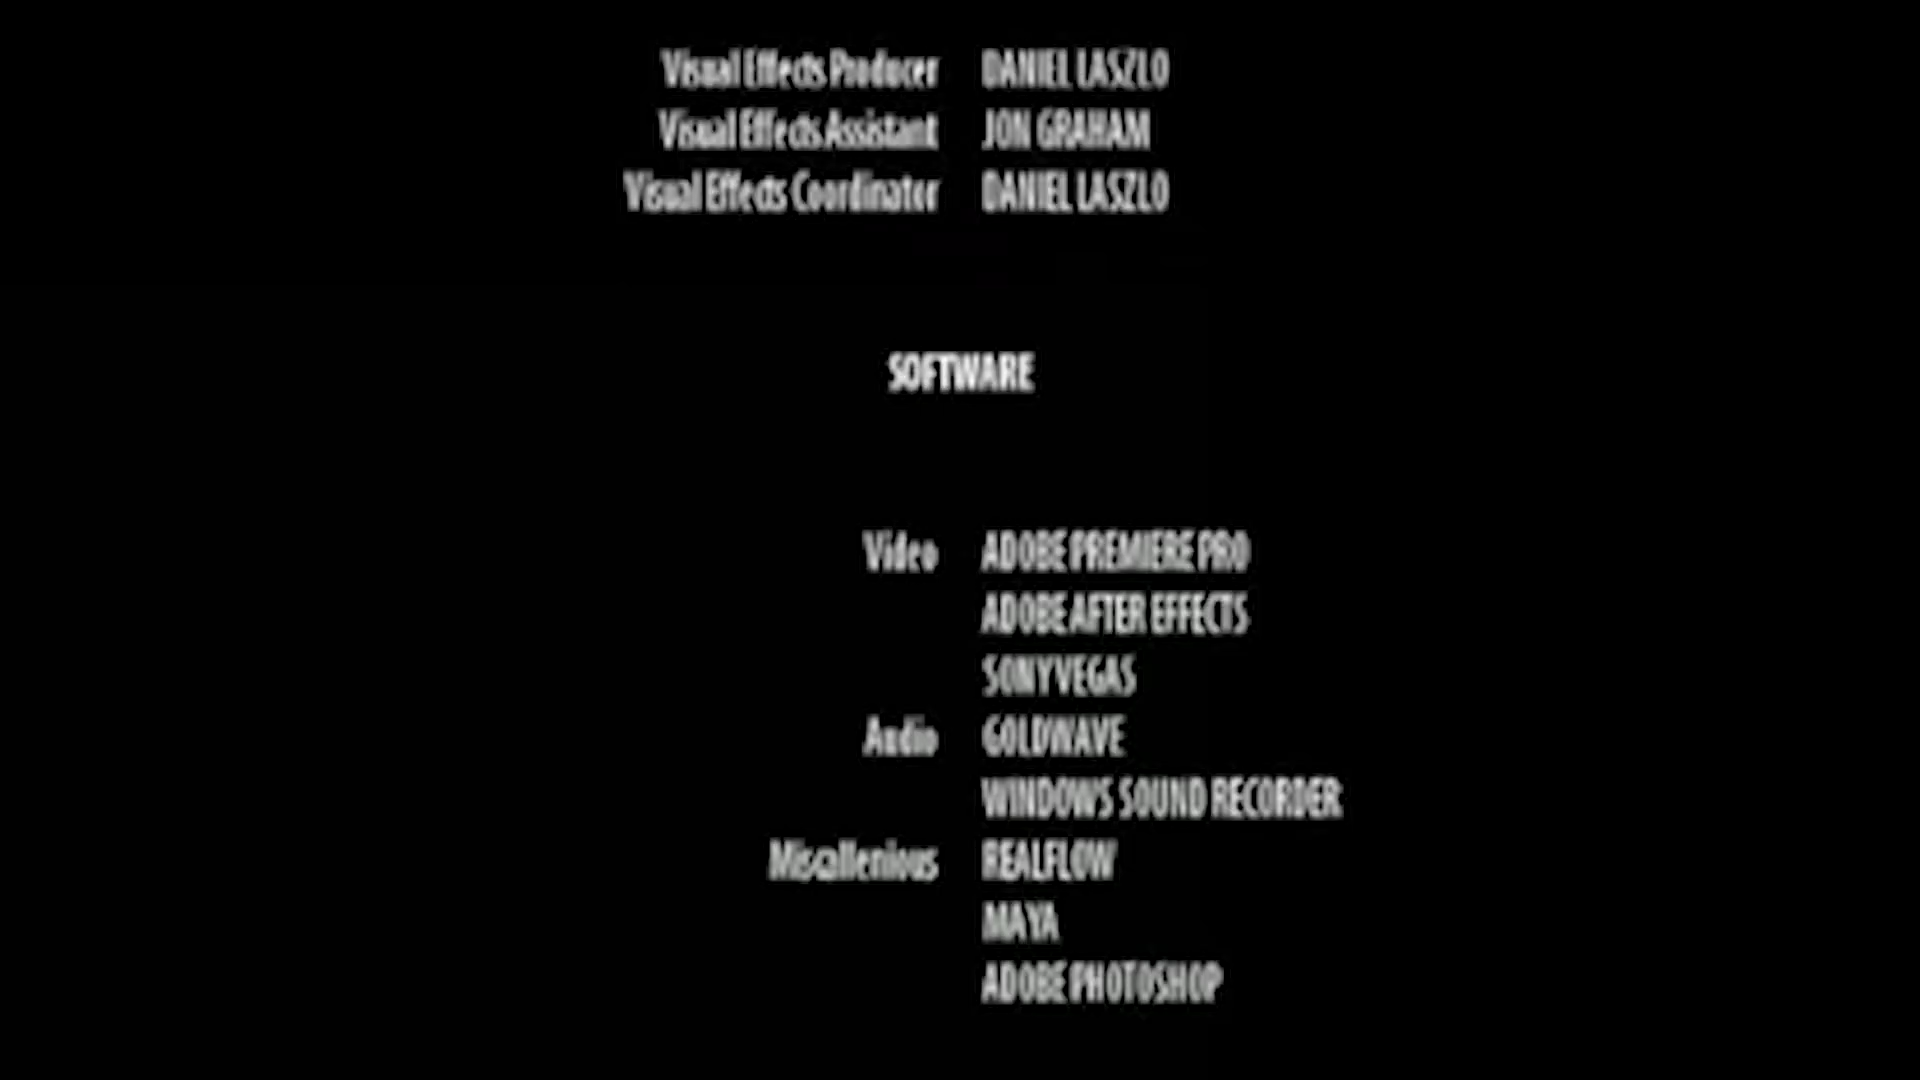 Visual Effects Producer DANIEL LASZLO
Visual Effects Assistant JON GRAHAM
Visual Effects Coordinator DANIEL LASZLO
SOFTWARE
Video ADOBE PREMIERE PRO
ADOBE AFTER EFFECTS
SONY VEGAS
Audio GOLDWAVE
WINDOWS SOUND RECORDER
Miscallenious REALFLOW
MAYA
ADOBE PHOTOSHOP